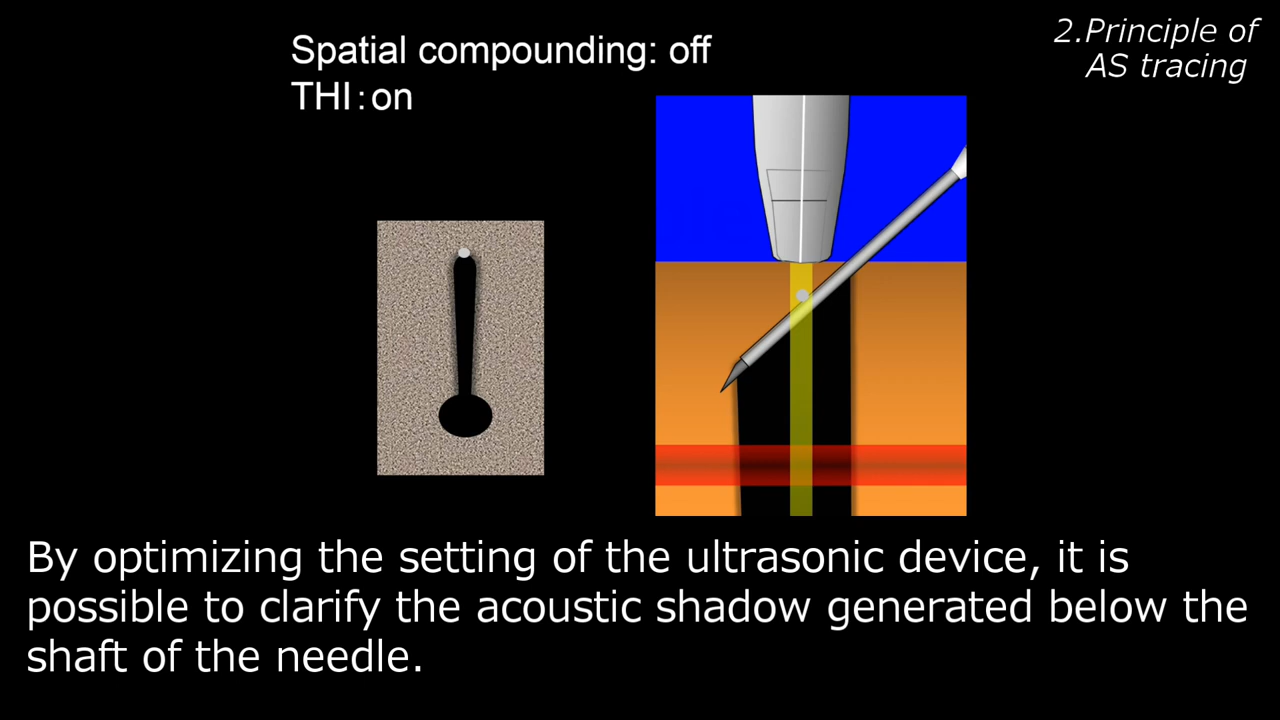 Spatial compounding: off
THI:on
2.Principle of
AS tracing
By optimizing the setting of the ultrasonic device, it is
possible to clarify the acoustic shadow generated below the
shaft of the needle.